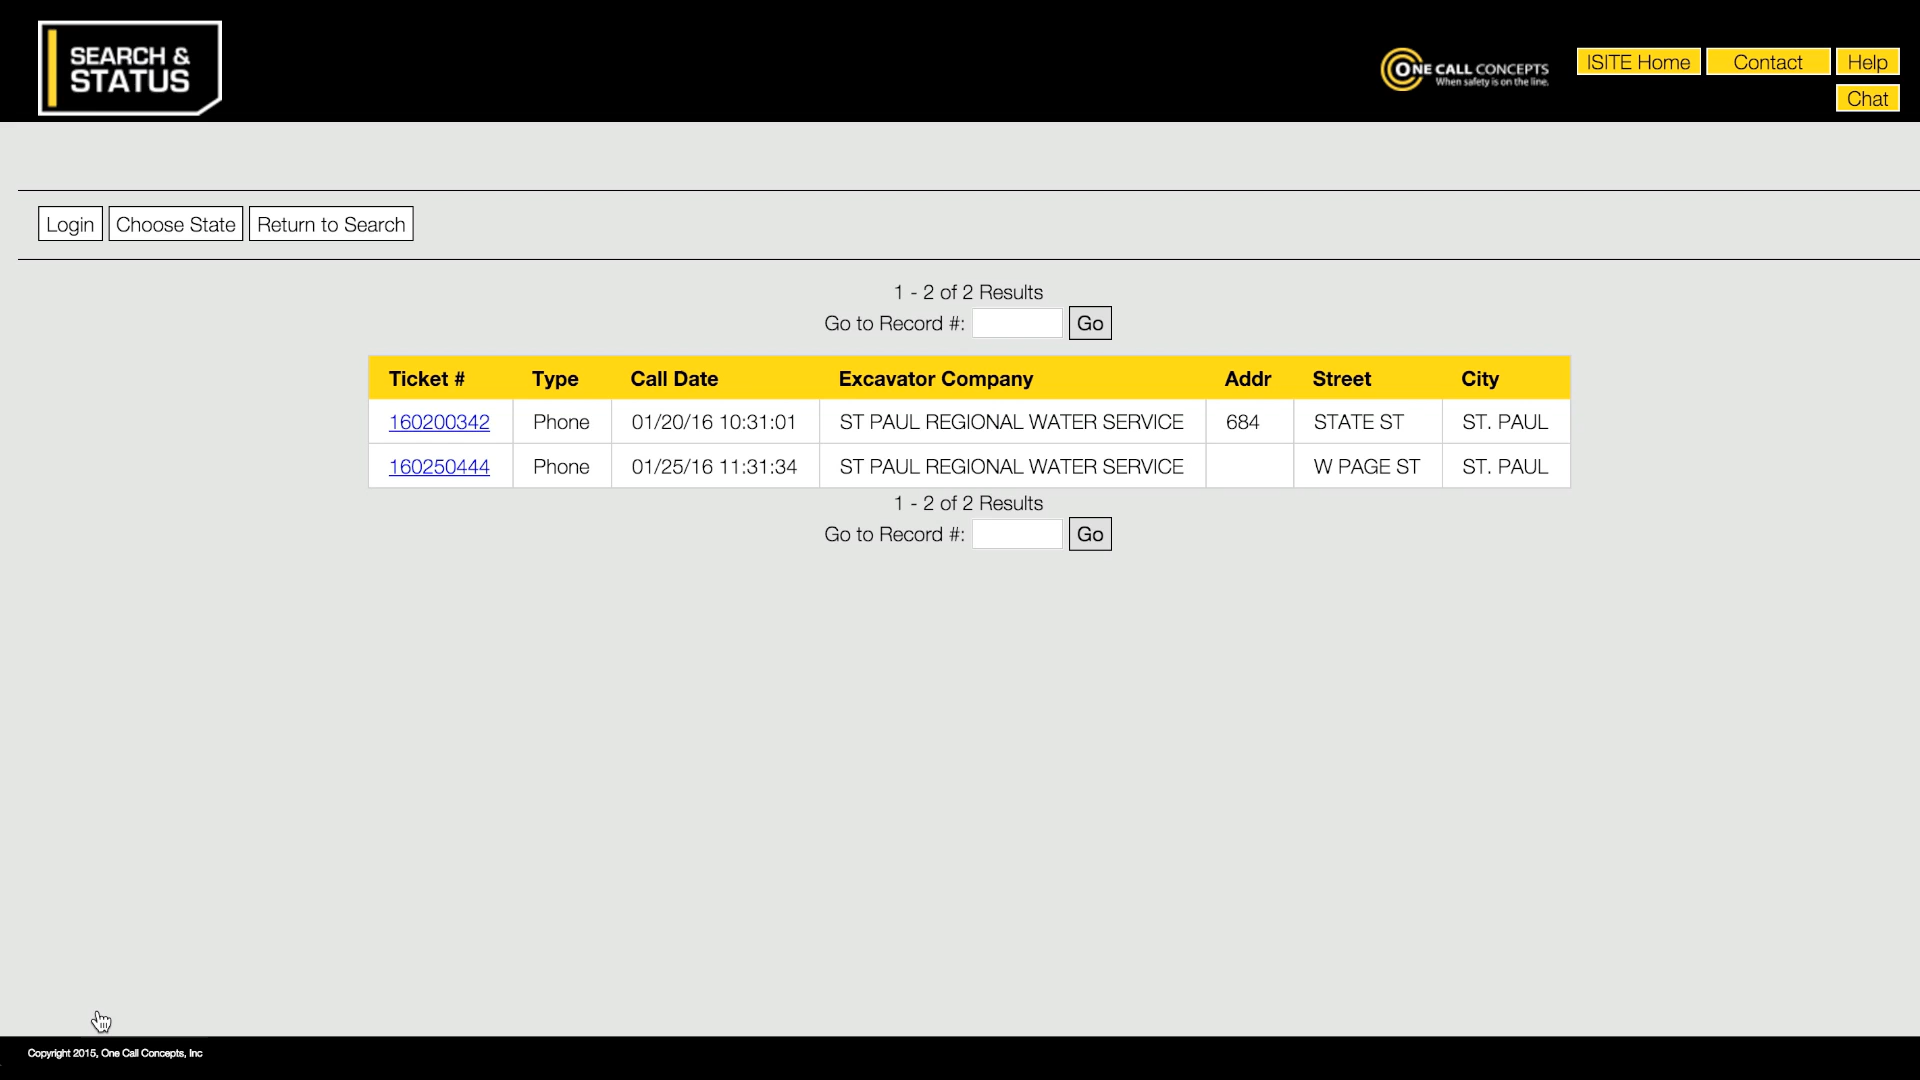 SEARCH &
STATUS
ONE CALL CONCEPTS
When safety is on the line.
ISITE Home Contact Help
Chat
Login Choose State Return to Search
1 - 2 of 2 Results
Go to Record #: Go
Ticket # Type Call Date Excavator Company Addr Street City
160200342 Phone 01/20/16 10:31:01 ST PAUL REGIONAL WATER SERVICE 684 STATE ST ST. PAUL
160250444 Phone 01/25/16 11:31:34 ST PAUL REGIONAL WATER SERVICE W PAGE ST ST. PAUL
1 - 2 of 2 Results
Go to Record #: Go
Copyright 2015, One Call Concepts, Inc